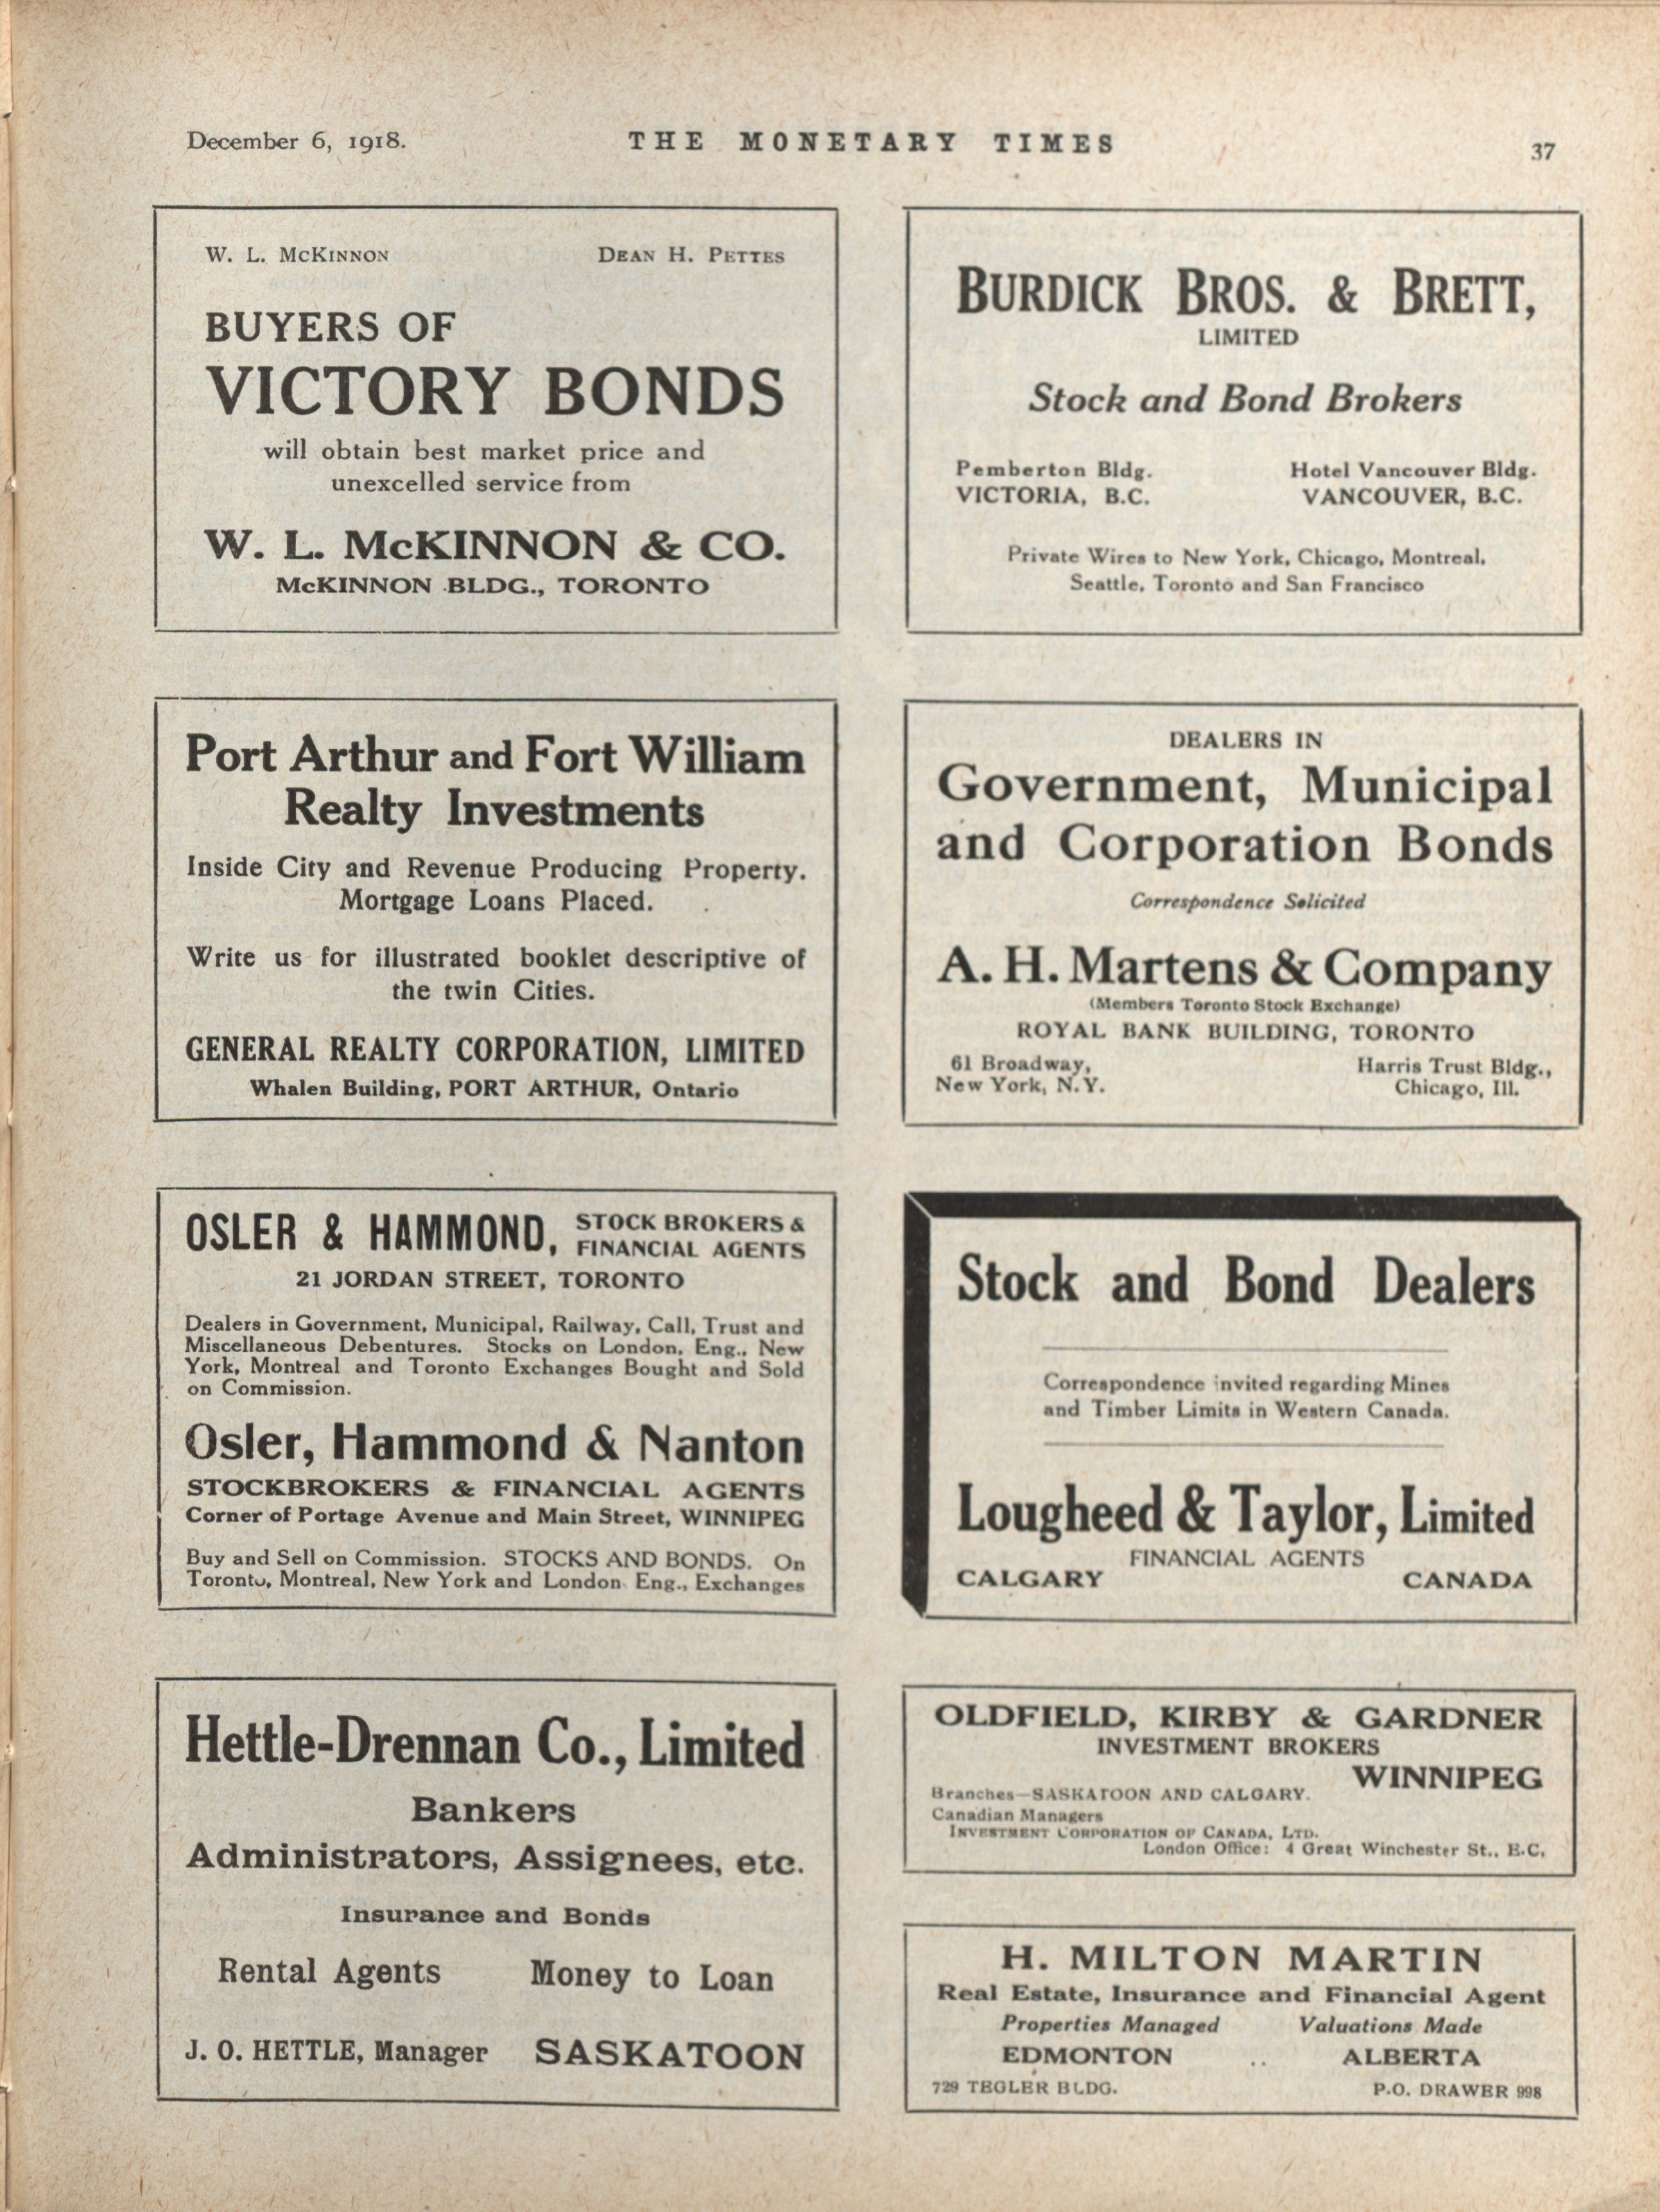 December 6, 1918.
THE MONETARY TIMES
37
W. L. McKinnon Dean H. Pettes
BUYERS OF
VICTORY BONDS
will obtain best market price and
unexcelled service from
W. L. McKINNON & CO.
McKINNON BLDG., TORONTO
Port Arthur and Fort William
Realty Investments
Inside City and Revenue Producing Property.
Mortgage Loans Placed.
Write us for illustrated booklet descriptive of
the twin Cities.
GENERAL REALTY CORPORATION, LIMITED
Whalen Building, PORT ARTHUR, Ontario
OSLER & HAMMOND, STOCK BROKERS &
FINANCIAL AGENTS
21 JORDAN STREET, TORONTO
Dealers in Government, Municipal, Railway, Call, Trust and
Miscellaneous Debentures. Stocks on London, Eng., New
York, Montreal and Toronto Exchanges Bought and Sold
on Commission.
Osler, Hammond & Nanton
STOCKBROKERS & FINANCIAL AGENTS
Corner of Portage Avenue and Main Street, WINNIPEG
Buy and Sell on Commission. STOCKS AND BONDS. On
Toronto, Montreal, New York and London Eng., Exchanges
Hettle-Drennan Co., Limited
Bankers
Administrators, Assignees, etc.
Insurance and Bonds
Rental Agents Money to Loan
J. O. HETTLE, Manager SASKATOON
BURDICK BROS. & BRETT,
LIMITED
Stock and Bond Brokers
Pemberton Bldg. Hotel Vancouver Bldg.
VICTORIA, B.C. VANCOUVER, B.C.
Private Wires to New York, Chicago, Montreal,
Seattle, Toronto and San Francisco
DEALERS IN
Government, Municipal
and Corporation Bonds
Correspondence Solicited
A. H. Martens & Company
(Members Toronto Stock Exchange)
ROYAL BANK BUILDING, TORONTO
61 Broadway, Harris Trust Bldg.,
New York, N.Y. Chicago, Ill.
Stock and Bond Dealers
Correspondence invited regarding Mines
and Timber Limits in Western Canada.
Lougheed & Taylor, Limited
FINANCIAL AGENTS
CALGARY CANADA
OLDFIELD, KIRBY & GARDNER
INVESTMENT BROKERS
WINNIPEG
Branches—SASKATOON AND CALGARY.
Canadian Managers
Investment Corporation of Canada, Ltd.
London Office: 4 Great Winchester St., E.C.
H. MILTON MARTIN
Real Estate, Insurance and Financial Agent
Properties Managed Valuations Made
EDMONTON .. ALBERTA
729 TEGLER BLDG. P.O. DRAWER 998